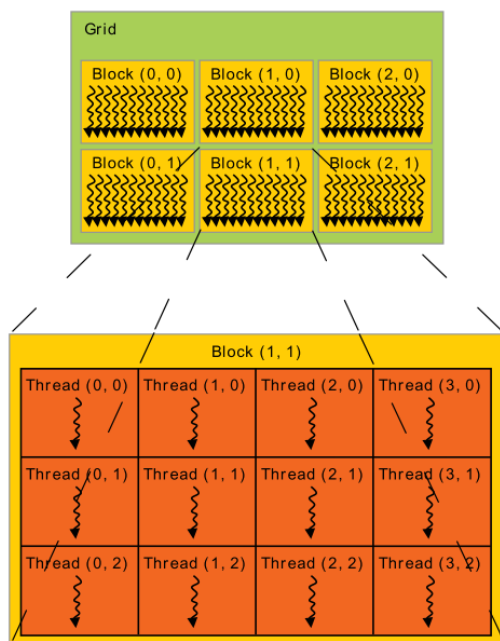 Grid
Block (0, 0) Block (1, 0) Block (2, 0)
Block (0, 1) Block (1, 1) Block (2, 1)
Block (1, 1)
Thread (0, 0) Thread (1, 0) Thread (2, 0) Thread (3, 0)
Thread (0, 1) Thread (1, 1) Thread (2, 1) Thread (3, 1)
Thread (0, 2) Thread (1, 2) Thread (2, 2) Thread (3, 2)